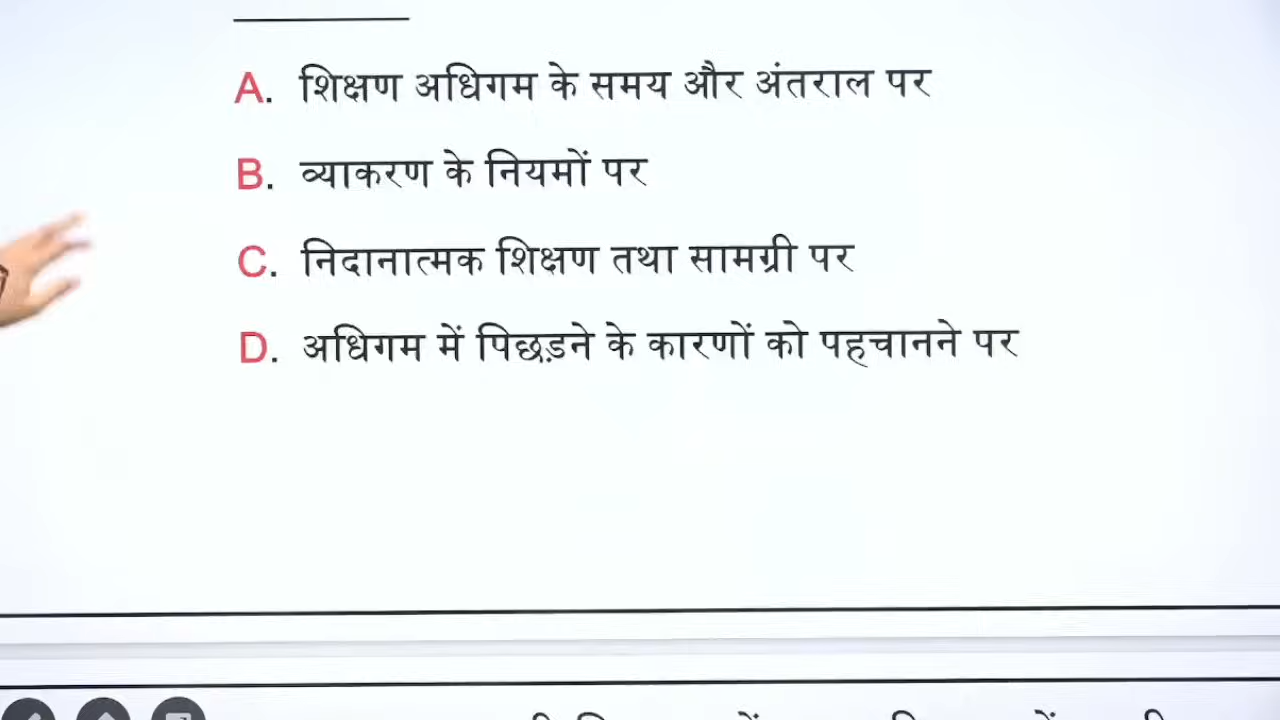 A. शिक्षण अधिगम के समय और अंतराल पर
B. व्याकरण के नियमों पर
C. निदानात्मक शिक्षण तथा सामग्री पर
D. अधिगम में पिछड़ने के कारणों को पहचानने पर